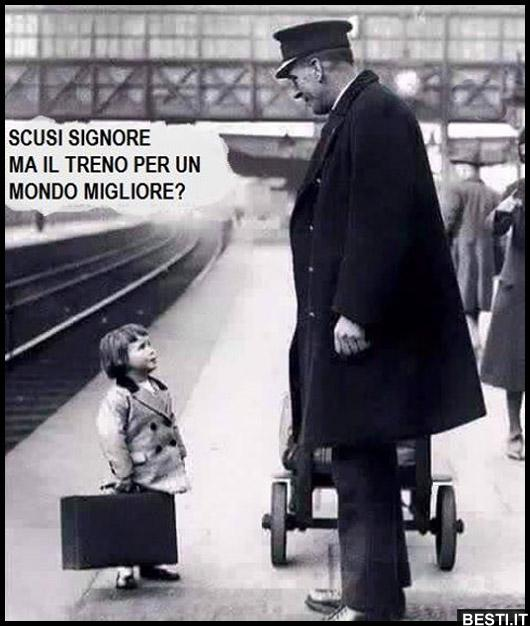 SCUSI SIGNORE
MA IL TRENO PER UN
MONDO MIGLIORE?
BESTI.IT